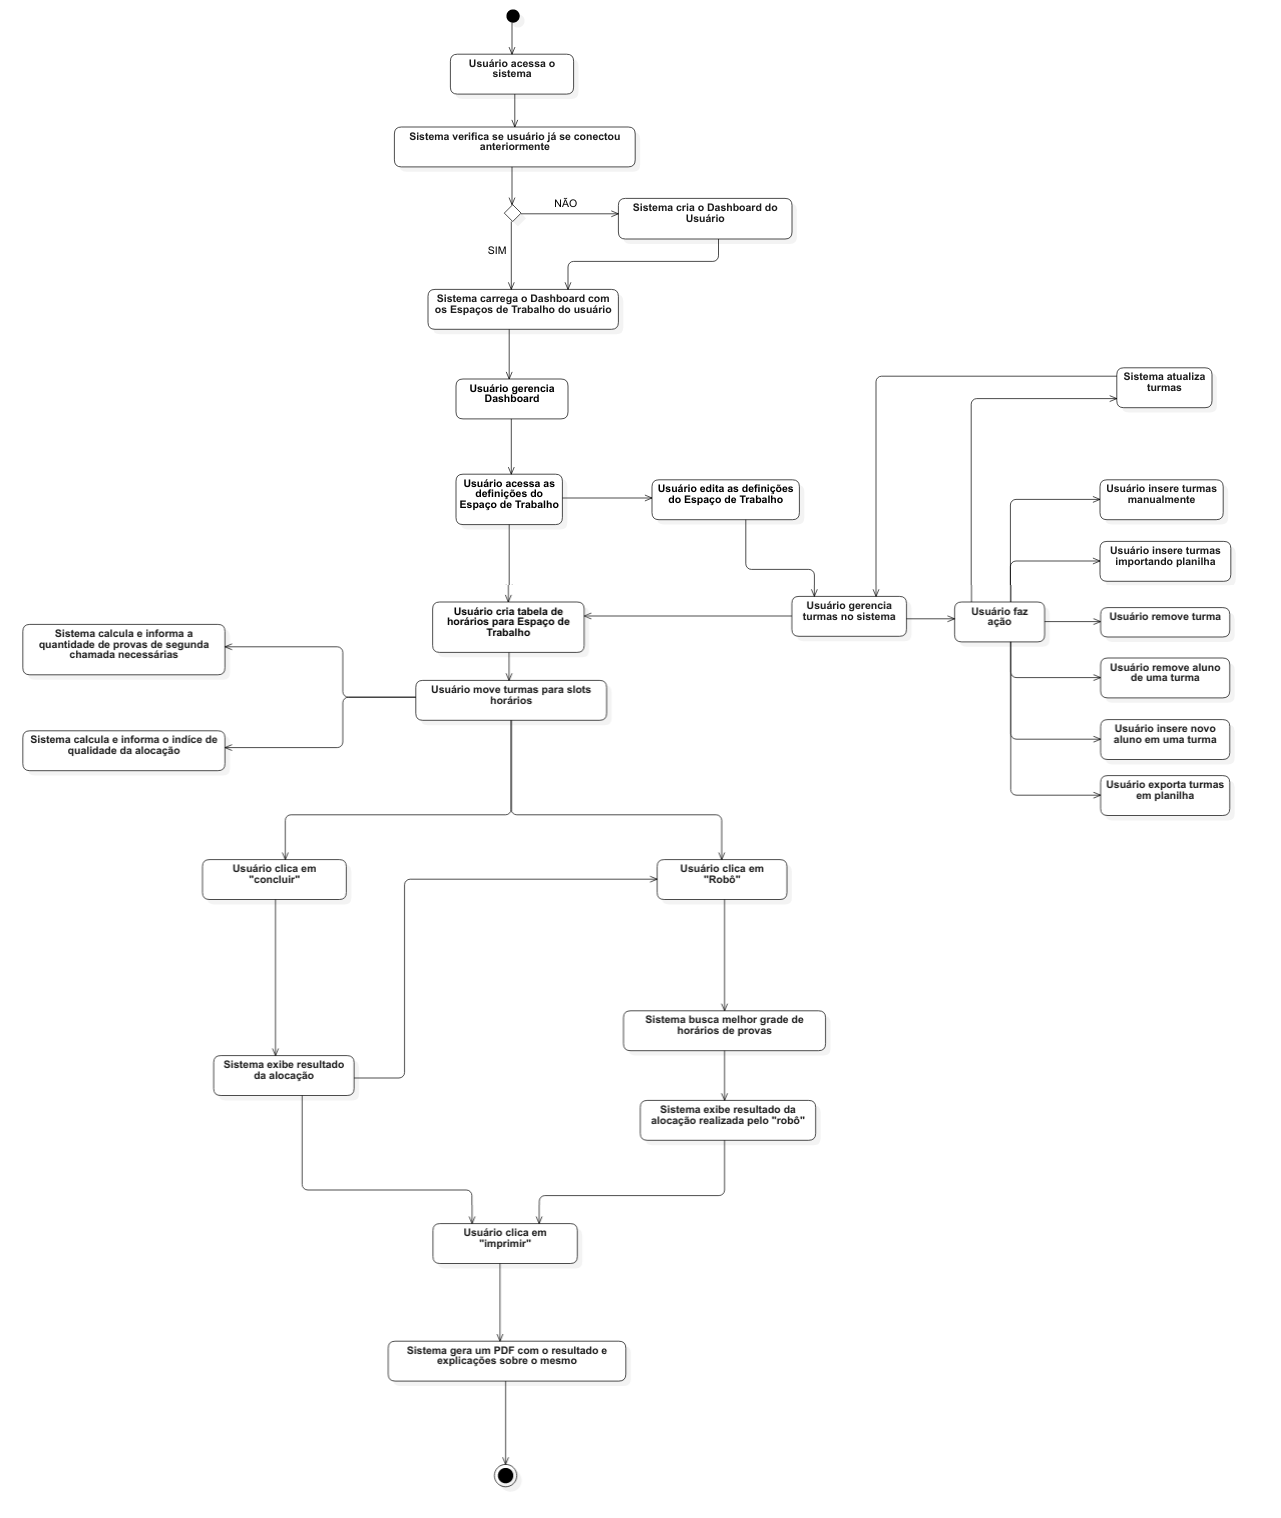 Usuário acessa o
sistema
Sistema verifica se usuário já se conectou
anteriormente
NÃO
Sistema cria o Dashboard do
Usuário
SIM
Sistema carrega o Dashboard com
os Espaços de Trabalho do usuário
Usuário gerencia
Dashboard
Sistema atualiza
turmas
Usuário acessa as
definições do
Espaço de Trabalho
Usuário edita as definições
do Espaço de Trabalho
Usuário insere turmas
manualmente
Usuário insere turmas
importando planilha
Usuário cria tabela de
horários para Espaço de
Trabalho
Usuário gerencia
turmas no sistema
Usuário faz
ação
Usuário remove turma
Sistema calcula e informa a
quantidade de provas de segunda
chamada necessárias
Usuário remove aluno
de uma turma
Usuário move turmas para slots
horários
Usuário insere novo
aluno em uma turma
Sistema calcula e informa o indíce de
qualidade da alocação
Usuário exporta turmas
em planilha
Usuário clica em
"concluir"
Usuário clica em
"Robô"
Sistema busca melhor grade de
horários de provas
Sistema exibe resultado
da alocação
Sistema exibe resultado da
alocação realizada pelo "robô"
Usuário clica em
"imprimir"
Sistema gera um PDF com o resultado e
explicações sobre o mesmo